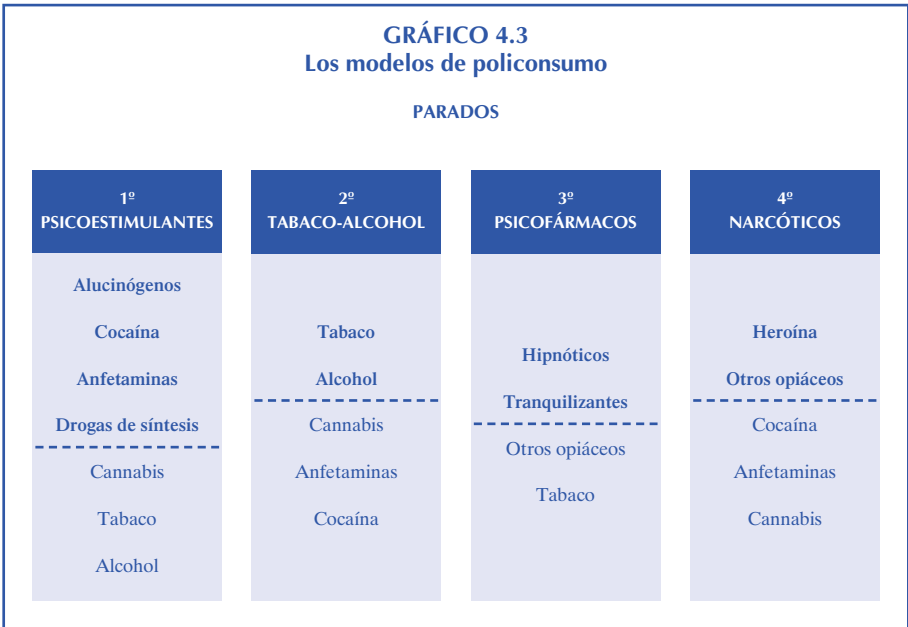 GRÁFICO 4.3
Los modelos de policonsumo
PARADOS
1º
PSICOESTIMULANTES
Alucinógenos
Cocaína
Anfetaminas
Drogas de síntesis
Cannabis
Tabaco
Alcohol
2º
TABACO-ALCOHOL
Tabaco
Alcohol
Cannabis
Anfetaminas
Cocaína
3º
PSICOFÁRMACOS
Hipnóticos
Tranquilizantes
Otros opiáceos
Tabaco
4º
NARCÓTICOS
Heroína
Otros opiáceos
Cocaína
Anfetaminas
Cannabis